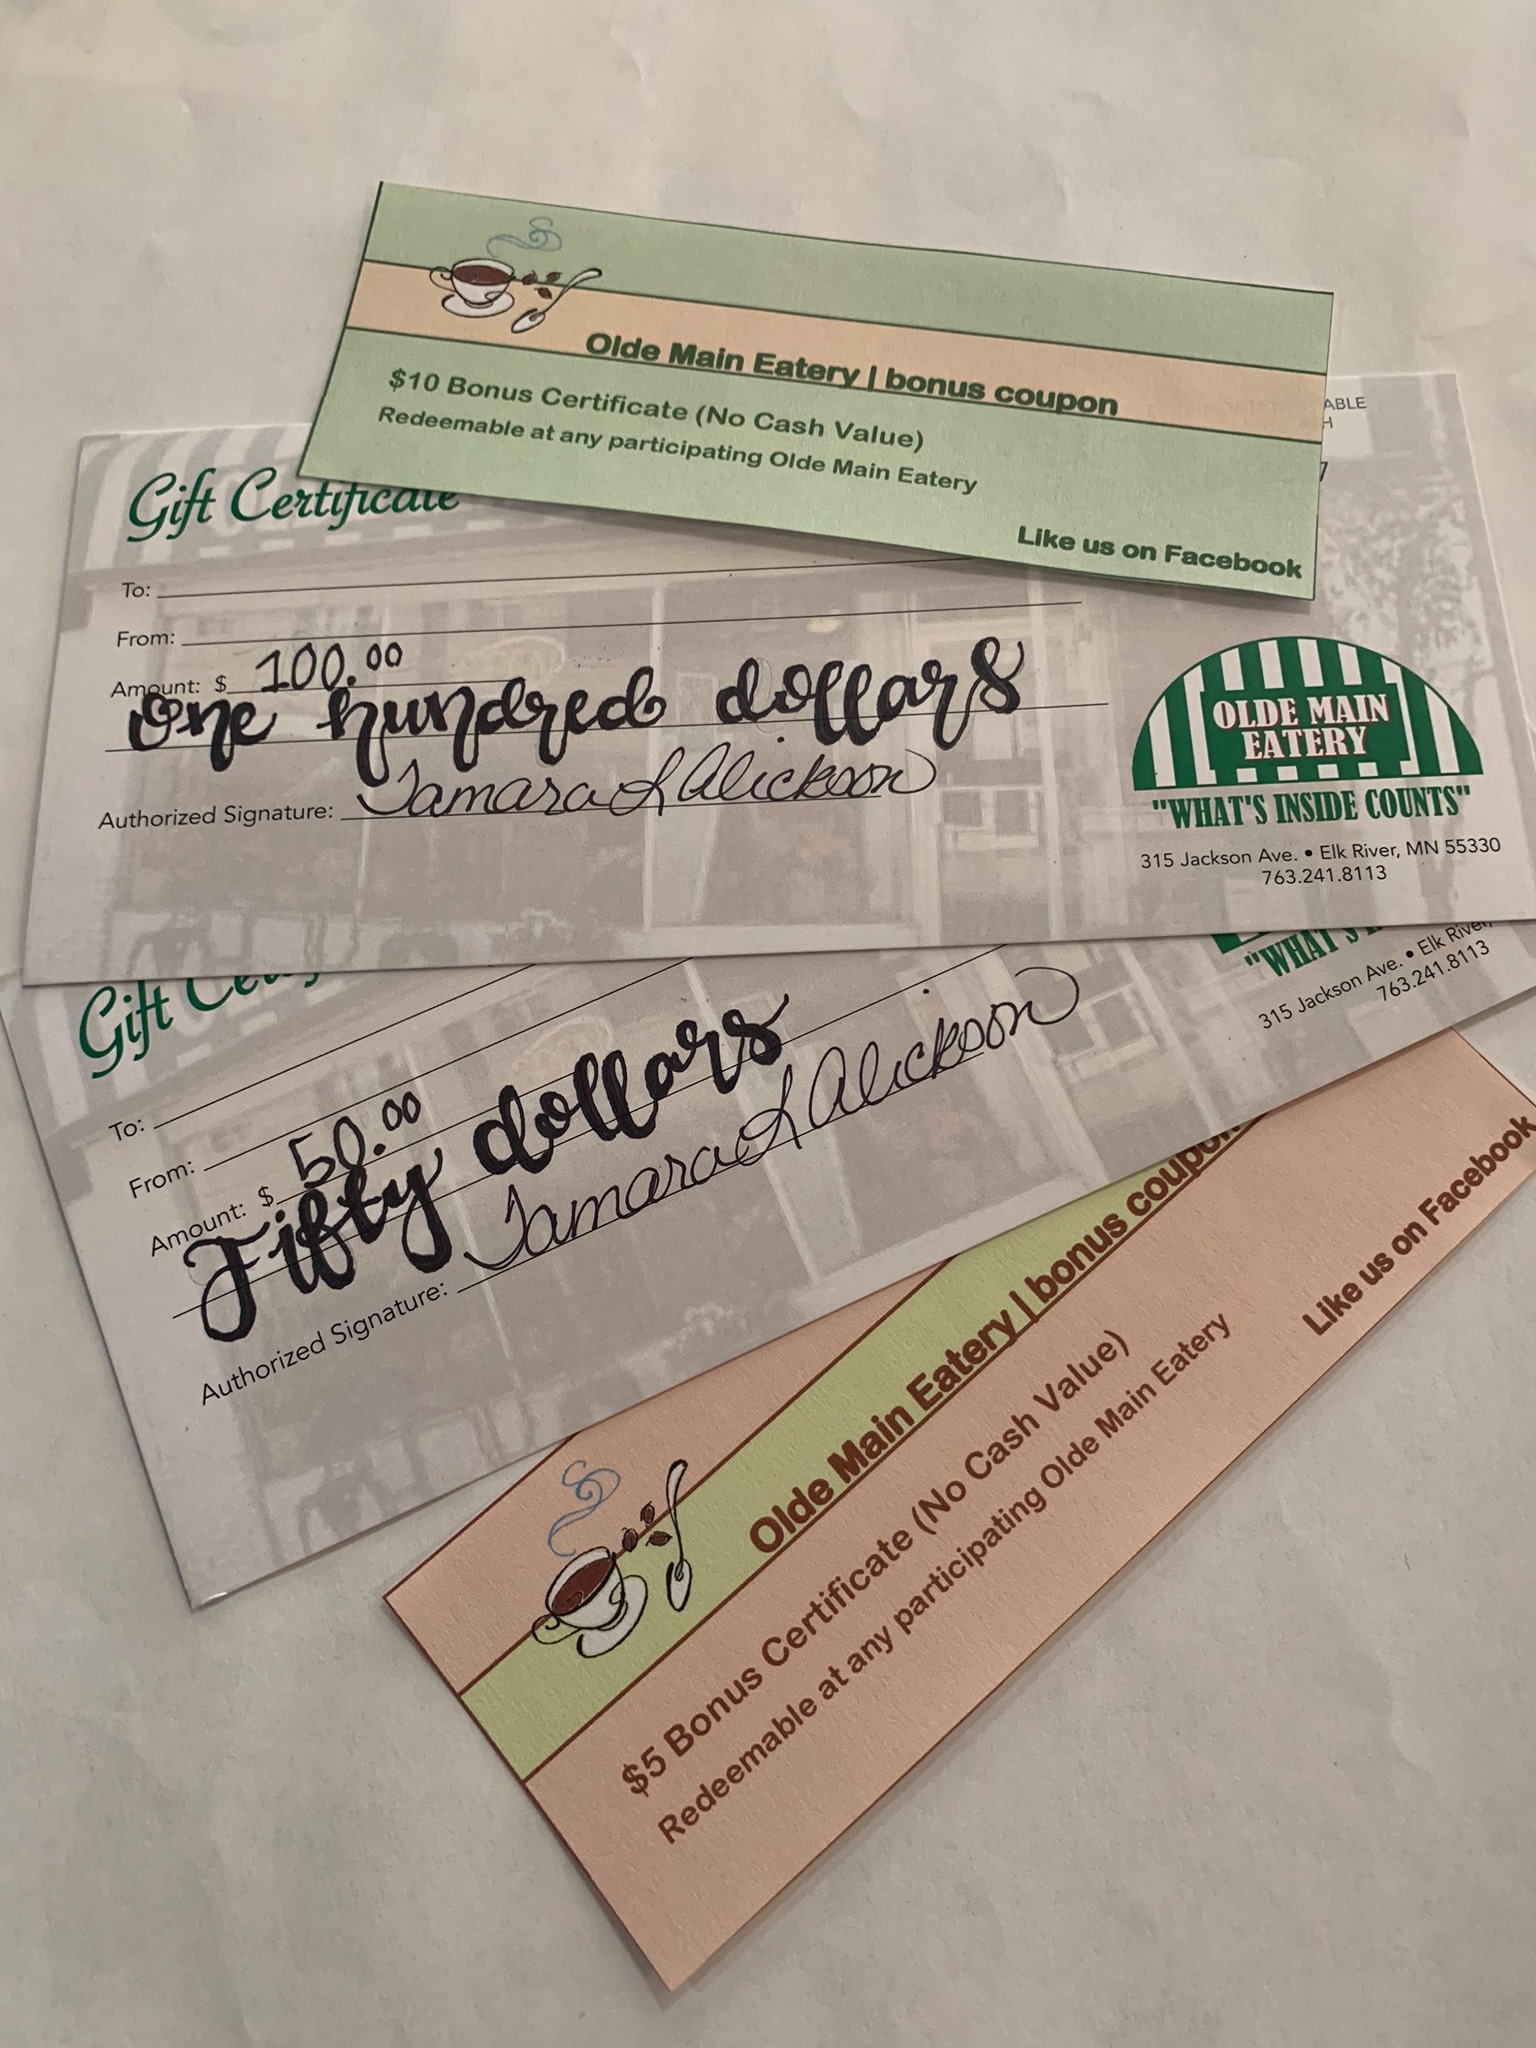 Olde Main Eatery | bonus coupon
$10 Bonus Certificate (No Cash Value)
Redeemable at any participating Olde Main Eatery
Like us on Facebook
Gift Certificate
To:
From:
Amount: $ 100.00
one hundred dollars
Authorized Signature: Tamara L Alickson
OLDE MAIN
EATERY
"WHAT'S INSIDE COUNTS"
315 Jackson Ave. • Elk River, MN 55330
763.241.8113
Gift
To:
From:
Amount: $ 50.00
Fifty dollars
Authorized Signature: Tamara L Alickson
"WHAT'S
315 Jackson Ave. • Elk River,
763.241.8113
Olde Main Eatery | bonus coupon
$5 Bonus Certificate (No Cash Value)
Redeemable at any participating Olde Main Eatery
Like us on Facebook